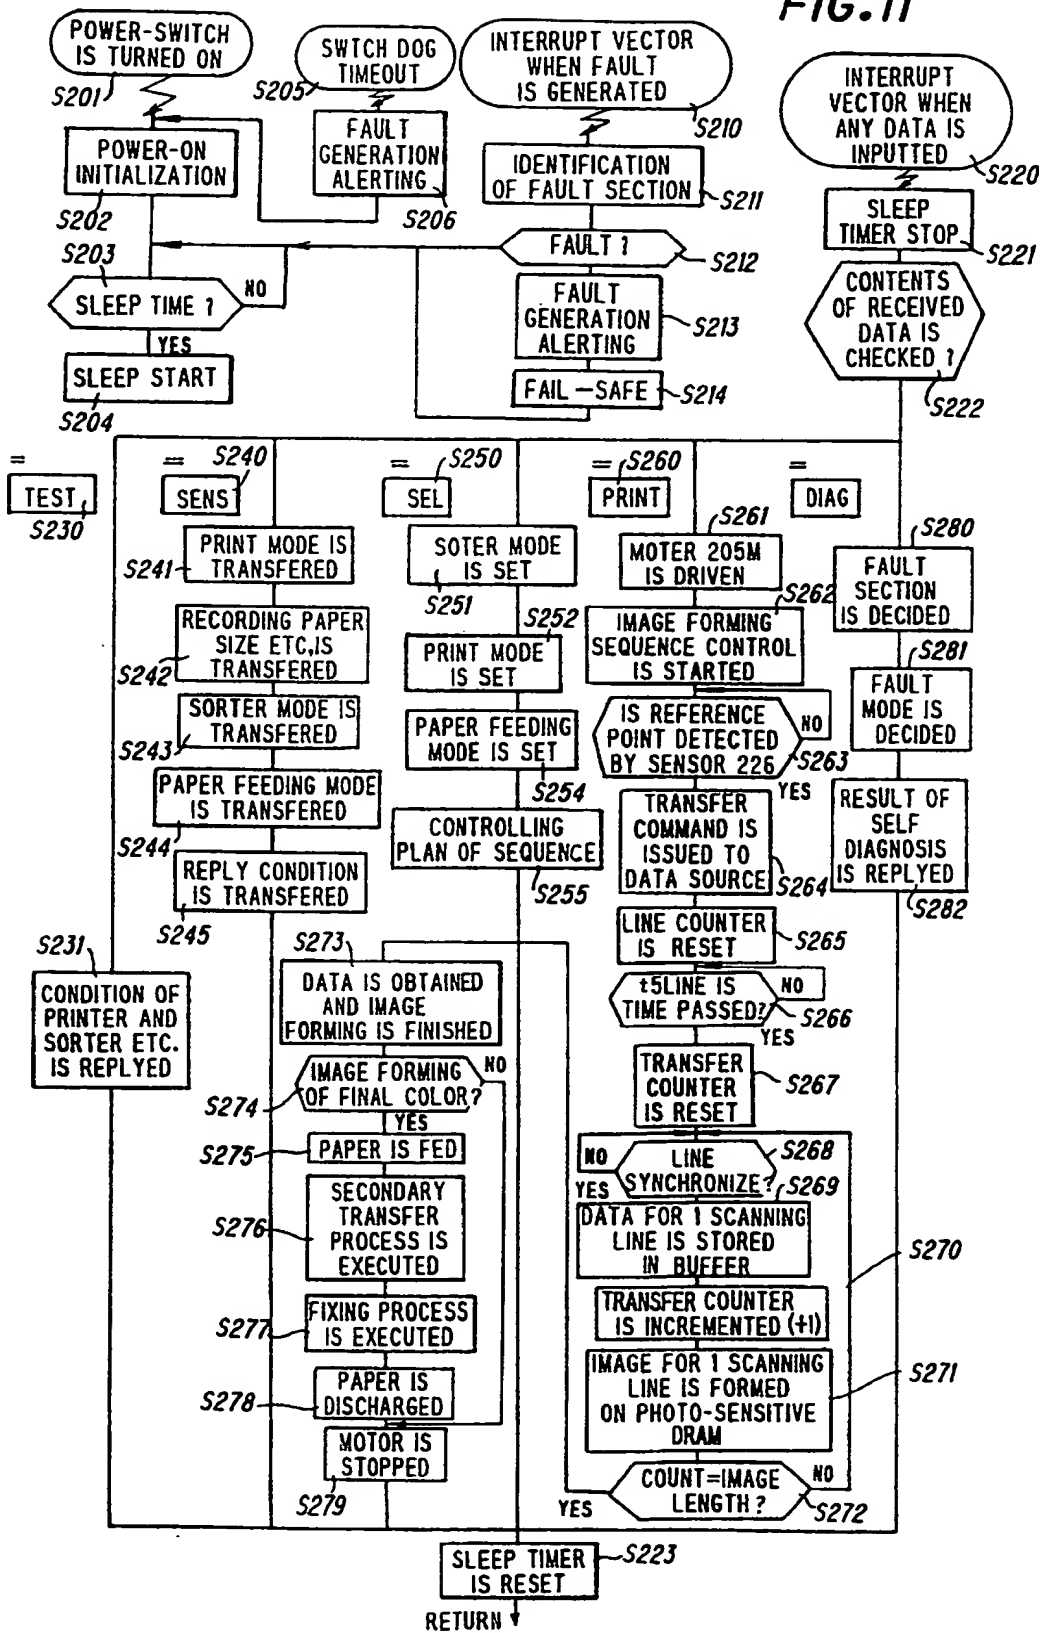 FIG. 11
POWER-SWITCH
IS TURNED ON
S201
POWER-ON
INITIALIZATION
S202
S203
SLEEP TIME ?
NO
YES
SLEEP START
S204
SWTCH DOG
TIMEOUT
S205
FAULT
GENERATION
ALERTING
S206
INTERRUPT VECTOR
WHEN FAULT
IS GENERATED
S210
IDENTIFICATION
OF FAULT SECTION
S211
FAULT ?
S212
FAULT
GENERATION
ALERTING
S213
FAIL-SAFE
S214
INTERRUPT
VECTOR WHEN
ANY DATA IS
INPUTTED
S220
SLEEP
TIMER STOP
S221
CONTENTS
OF RECEIVED
DATA IS
CHECKED ?
S222
=
TEST
S230
S231
CONDITION OF
PRINTER AND
SORTER ETC.
IS REPLYED
=
S240
SENS
PRINT MODE IS
TRANSFERED
S241
RECORDING PAPER
SIZE ETC, IS
TRANSFERED
S242
SORTER MODE IS
TRANSFERED
S243
PAPER FEEDING MODE
IS TRANSFERED
S244
REPLY CONDITION
IS TRANSFERED
S245
=
S250
SEL
SOTER MODE
IS SET
S251
S252
PRINT MODE
IS SET
PAPER FEEDING
MODE IS SET
S254
CONTROLLING
PLAN OF SEQUENCE
S255
=
S260
PRINT
S261
MOTER 205M
IS DRIVEN
S262
IMAGE FORMING
SEQUENCE CONTROL
IS STARTED
IS REFERENCE
POINT DETECTED
BY SENSOR 226
NO
S263
YES
TRANSFER
COMMAND IS
ISSUED TO
DATA SOURCE
S264
LINE COUNTER
IS RESET
S265
t5LINE IS
TIME PASSED?
NO
S266
YES
TRANSFER
COUNTER
IS RESET
S267
NO
LINE
SYNCHRONIZE?
S268
YES
S269
DATA FOR 1 SCANNING
LINE IS STORED
IN BUFFER
S270
TRANSFER COUNTER
IS INCREMENTED (+1)
IMAGE FOR 1 SCANNING
LINE IS FORMED
ON PHOTO-SENSITIVE
DRAM
S271
COUNT=IMAGE
LENGTH ?
NO
S272
YES
S273
DATA IS OBTAINED
AND IMAGE
FORMING IS FINISHED
IMAGE FORMING
OF FINAL COLOR?
NO
S274
YES
PAPER IS FED
S275
SECONDARY
TRANSFER
PROCESS IS
EXECUTED
S276
FIXING PROCESS
IS EXECUTED
S277
PAPER IS
DISCHARGED
S278
MOTOR IS
STOPPED
S279
=
DIAG
S280
FAULT
SECTION
IS DECIDED
S281
FAULT
MODE IS
DECIDED
RESULT OF
SELF
DIAGNOSIS
IS REPLYED
S282
SLEEP TIMER
IS RESET
S223
RETURN